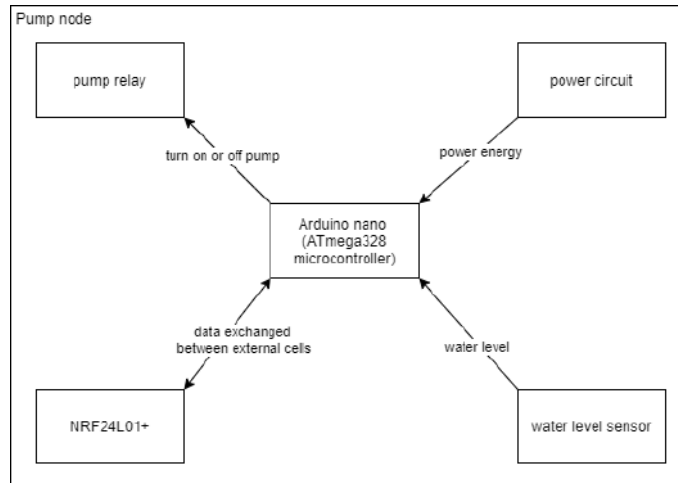 Pump node
pump relay
power circuit
turn on or off pump
power energy
Arduino nano
(ATmega328
microcontroller)
data exchanged
between external cells
water level
NRF24L01+
water level sensor